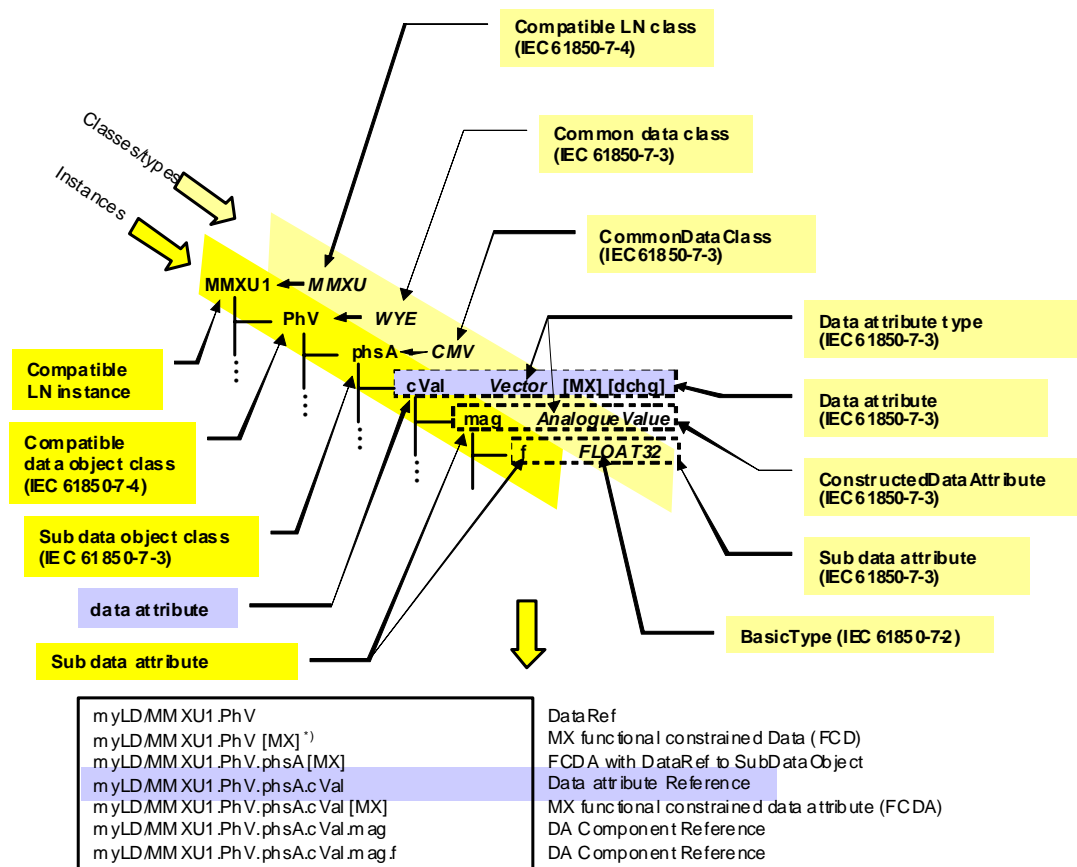 Compatible LN class
(IEC 61850-7-4)
Classes/types
Common data class
(IEC 61850-7-3)
Instances
CommonDataClass
(IEC 61850-7-3)
MMXU1 MMXU
PhV WYE
Data attribute type
(IEC 61850-7-3)
phsA CMV
Compatible
LN instance
cVal Vector [MX] [dchg]
Data attribute
(IEC 61850-7-3)
mag AnalogueValue
Compatible
data object class
(IEC 61850-7-4)
f FLOAT32
ConstructedDataAttribute
(IEC 61850-7-3)
Sub data object class
(IEC 61850-7-3)
Sub data attribute
(IEC 61850-7-3)
data attribute
BasicType (IEC 61850-7-2)
Sub data attribute
myLD/MMXU1.PhV DataRef
myLD/MMXU1.PhV [MX] *) MX functional constrained Data (FCD)
myLD/MMXU1.PhV.phsA [MX] FCDA with DataRef to SubDataObject
myLD/MMXU1.PhV.phsA.cVal Data attribute Reference
myLD/MMXU1.PhV.phsA.cVal [MX] MX functional constrained data attribute (FCDA)
myLD/MMXU1.PhV.phsA.cVal.mag DA Component Reference
myLD/MMXU1.PhV.phsA.cVal.mag.f DA Component Reference